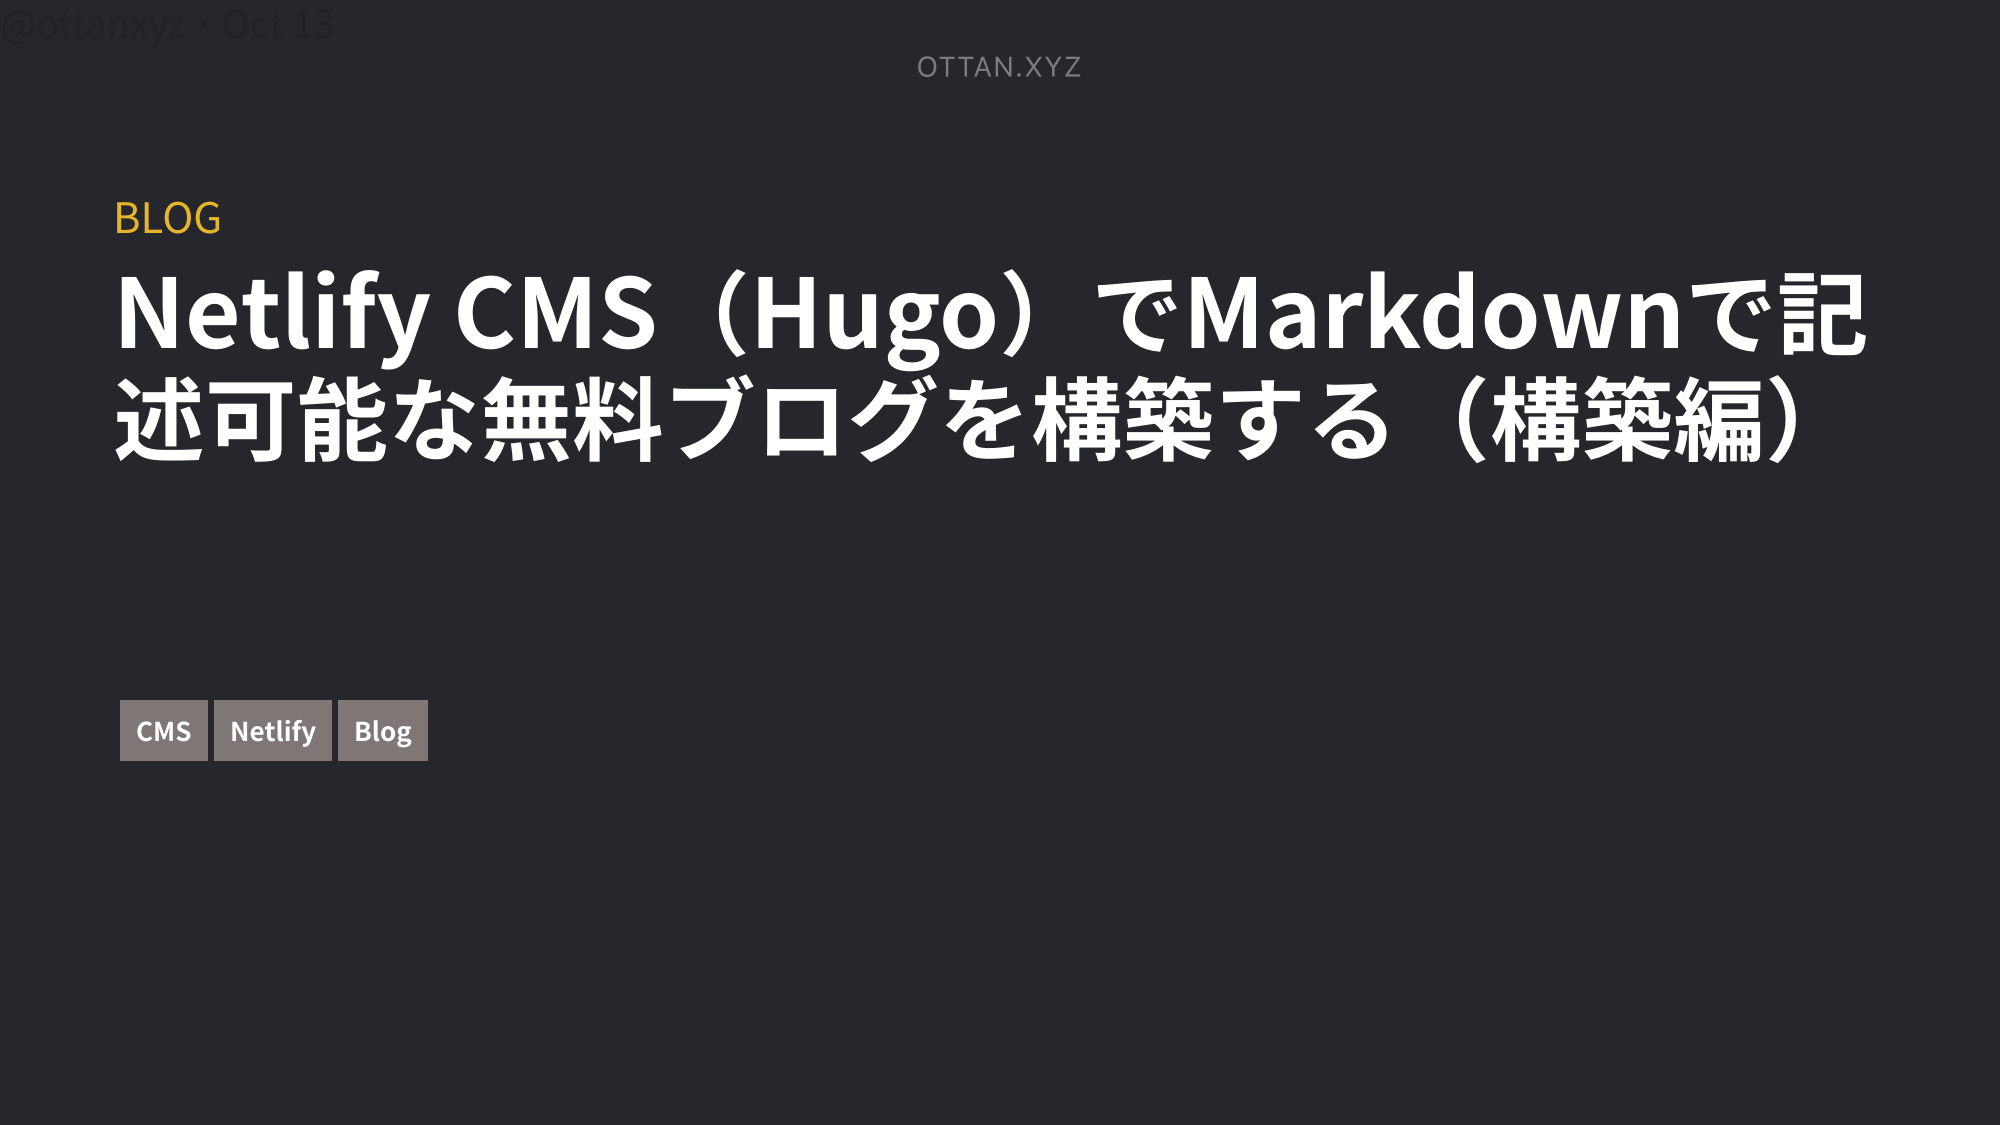 @ottanxyz・Oct 13
OTTAN.XYZ
BLOG
Netlify CMS（Hugo）でMarkdownで記
述可能な無料ブログを構築する（構築編）
CMS Netlify Blog